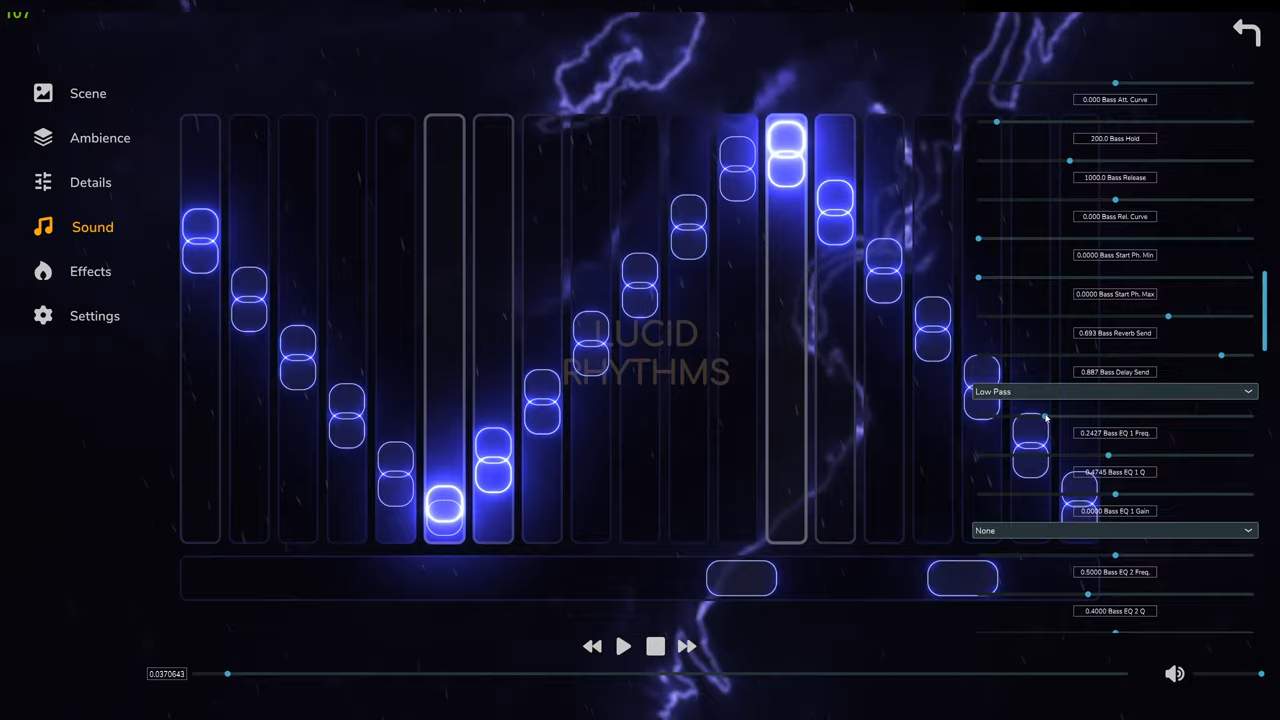 107
Scene
Ambience
Details
Sound
Effects
Settings
LUCID
RHYTHMS
0.000 Bass Att. Curve
200.0 Bass Hold
1000.0 Bass Release
0.000 Bass Rel. Curve
0.0000 Bass Start Ph. Min
0.0000 Bass Start Ph. Max
0.693 Bass Reverb Send
0.887 Bass Delay Send
Low Pass
0.2427 Bass EQ 1 Freq.
0.4745 Bass EQ 1 Q
0.0000 Bass EQ 1 Gain
None
0.5000 Bass EQ 2 Freq.
0.4000 Bass EQ 2 Q
0.0370643